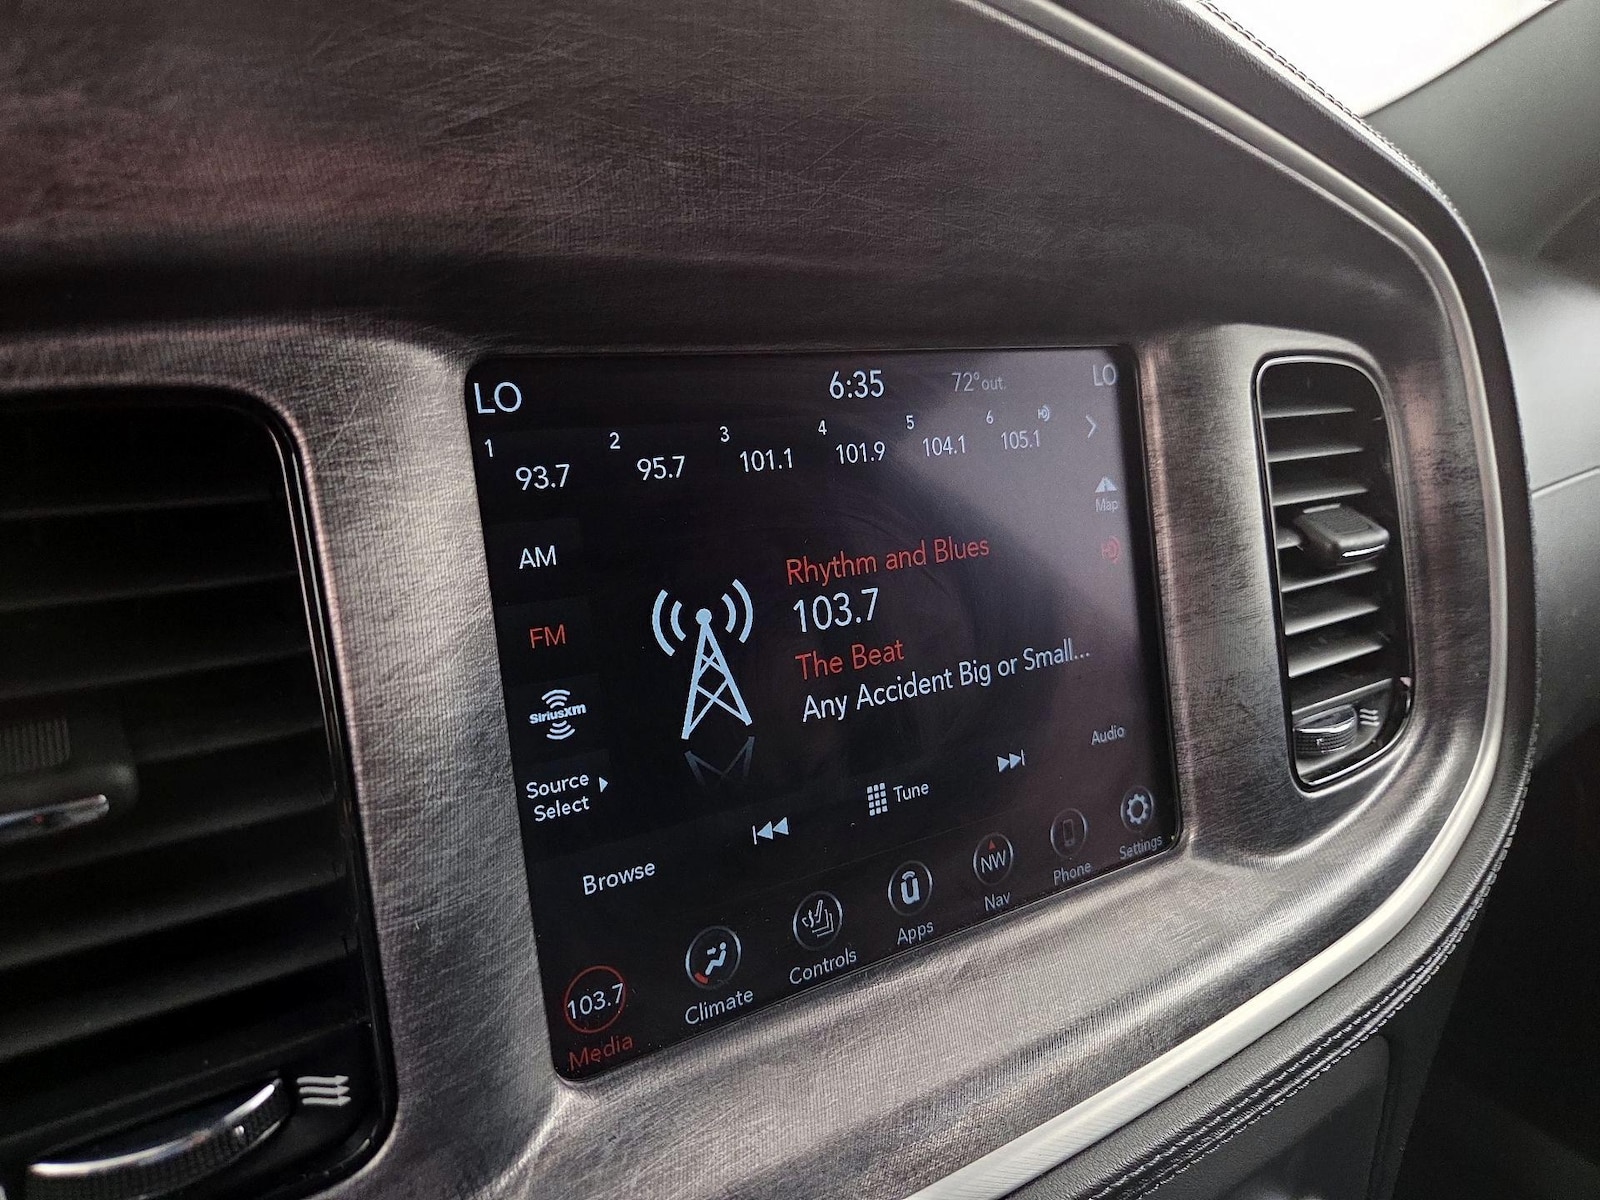 LO 6:35 72°out. LO
1 93.7 2 95.7 3 101.1 4 101.9 5 104.1 6 105.1 HD
Map
AM
Rhythm and Blues HD
103.7
FM
The Beat
Any Accident Big or Small...
SiriusXM
Audio
Source
Select
Tune
Browse
103.7
Media
Climate
Controls
Apps
NW
Nav
Phone
Settings